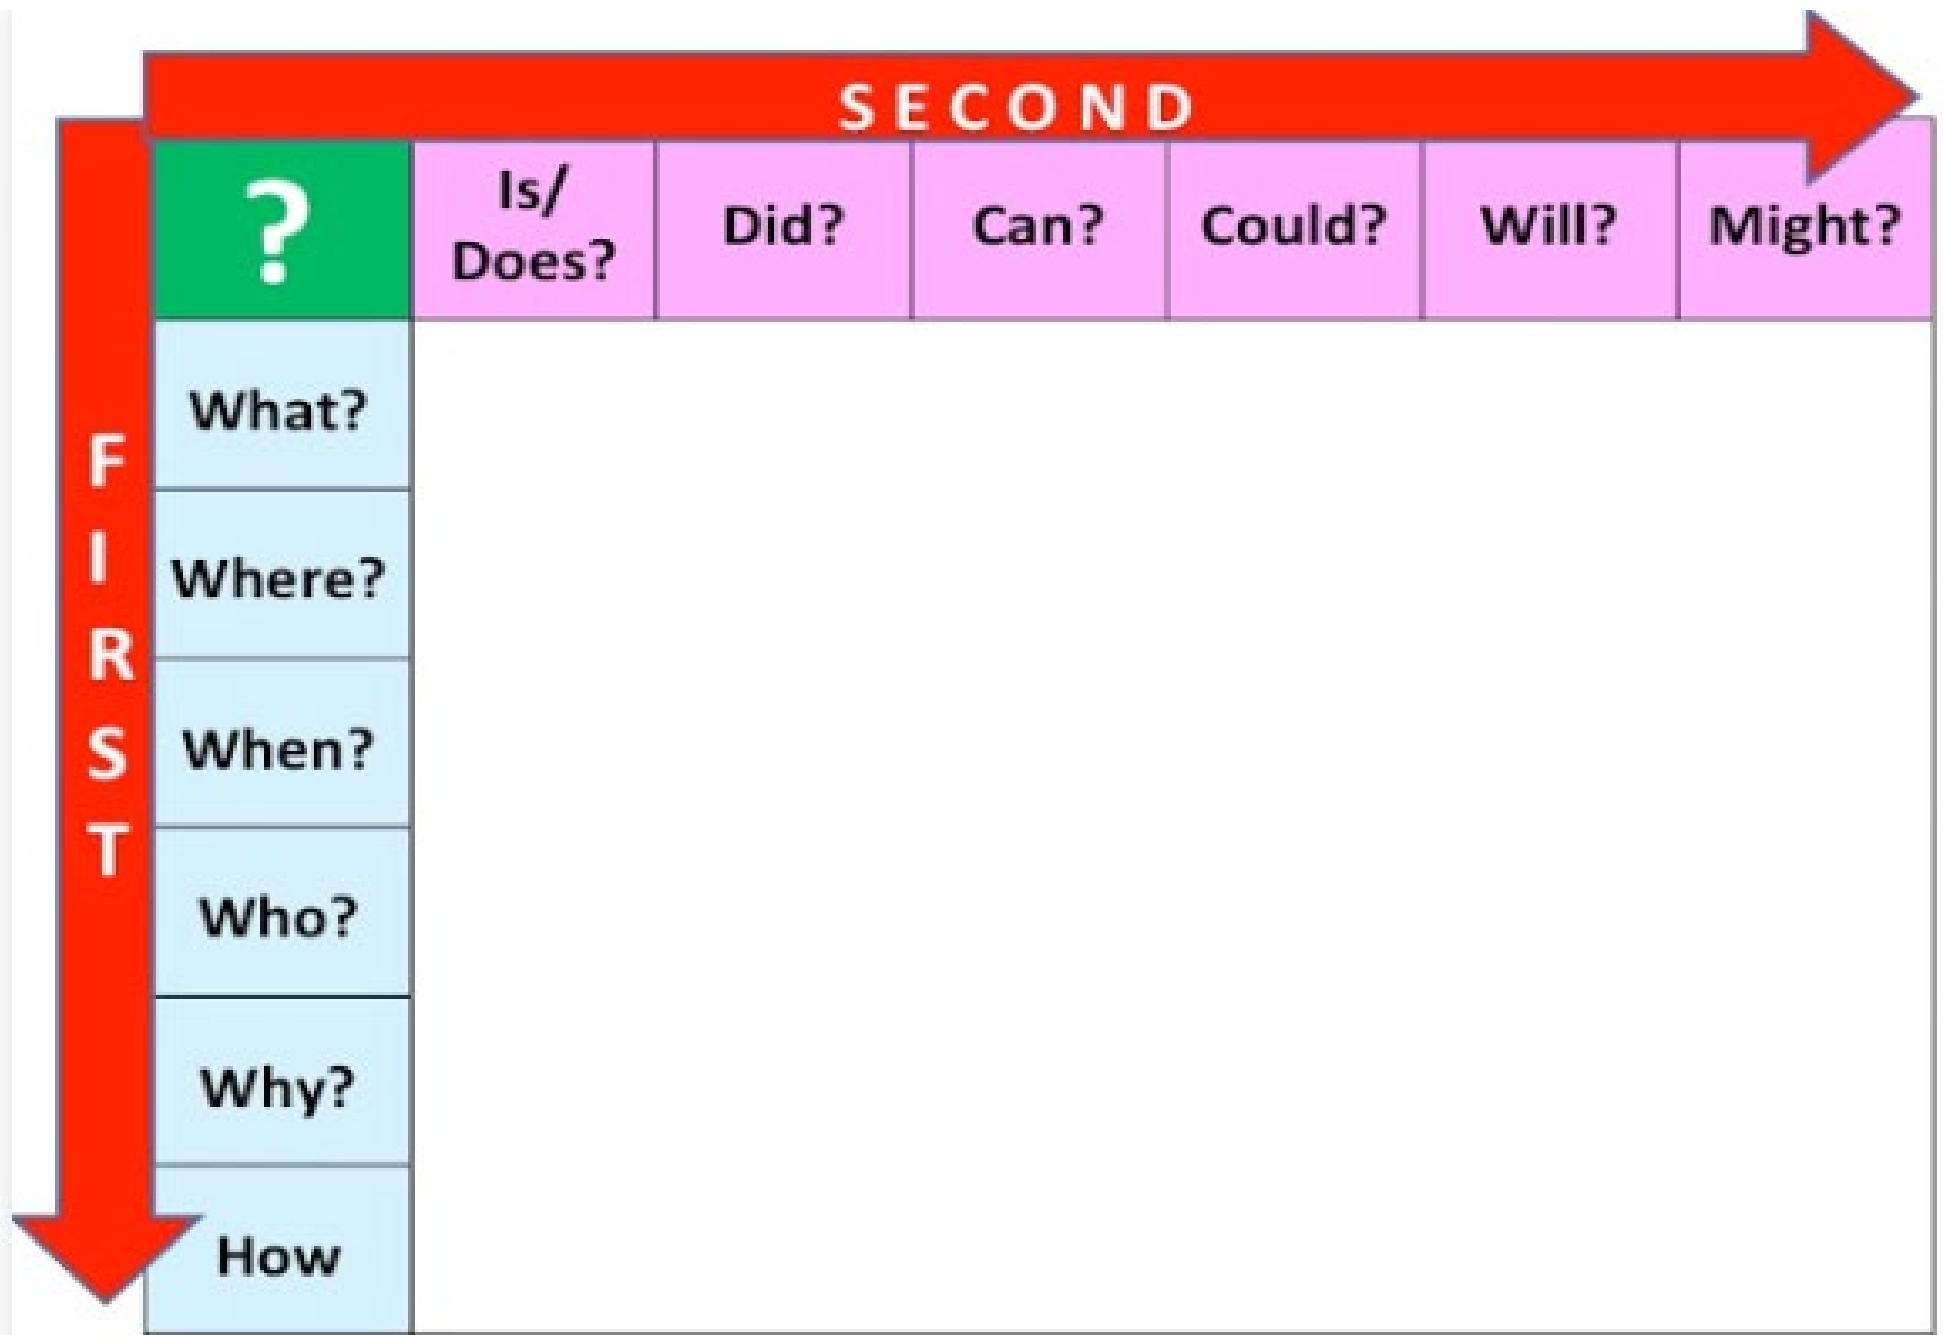 SECOND
FIRST
?
Is/
Does?
Did?
Can?
Could?
Will?
Might?
What?
Where?
When?
Who?
Why?
How